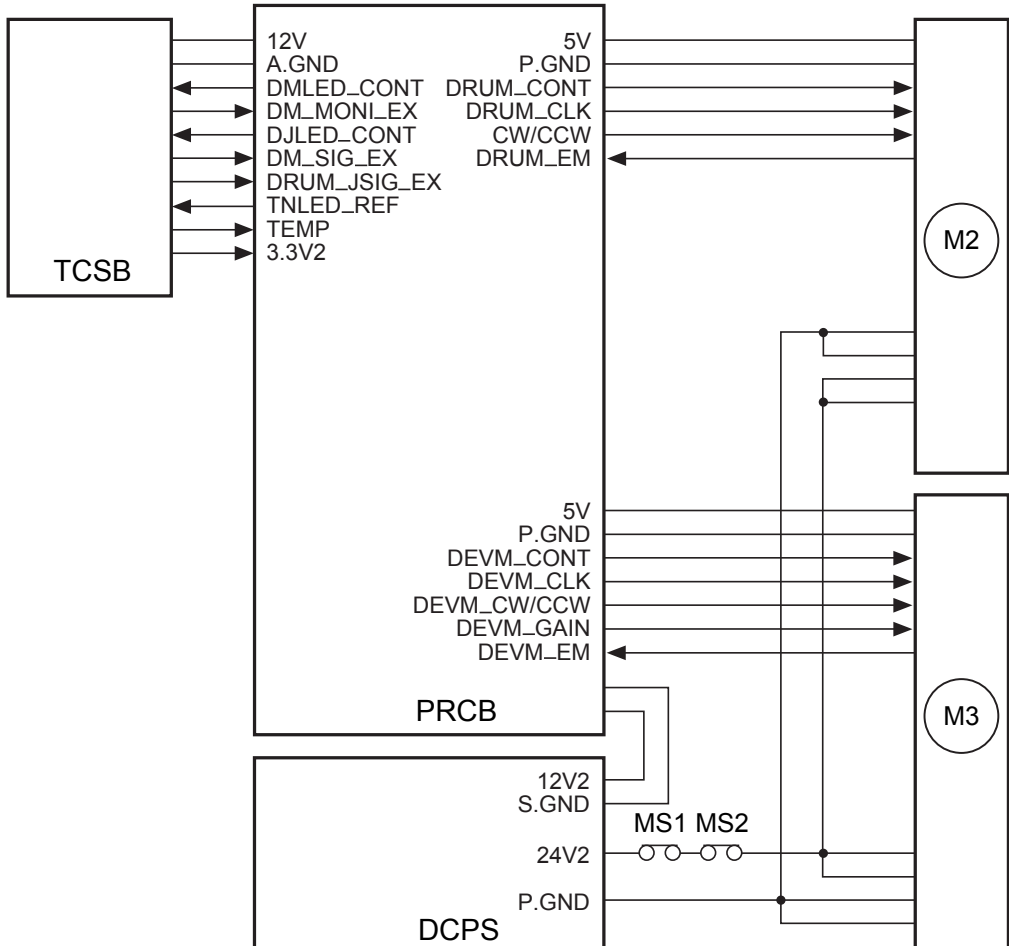 12V
A.GND
DMLED_CONT
DM_MONI_EX
DJLED_CONT
DM_SIG_EX
DRUM_JSIG_EX
TNLED_REF
TEMP
3.3V2
TCSB
5V
P.GND
DRUM_CONT
DRUM_CLK
CW/CCW
DRUM_EM
M2
5V
P.GND
DEVM_CONT
DEVM_CLK
DEVM_CW/CCW
DEVM_GAIN
DEVM_EM
PRCB
M3
12V2
S.GND
MS1 MS2
24V2
P.GND
DCPS